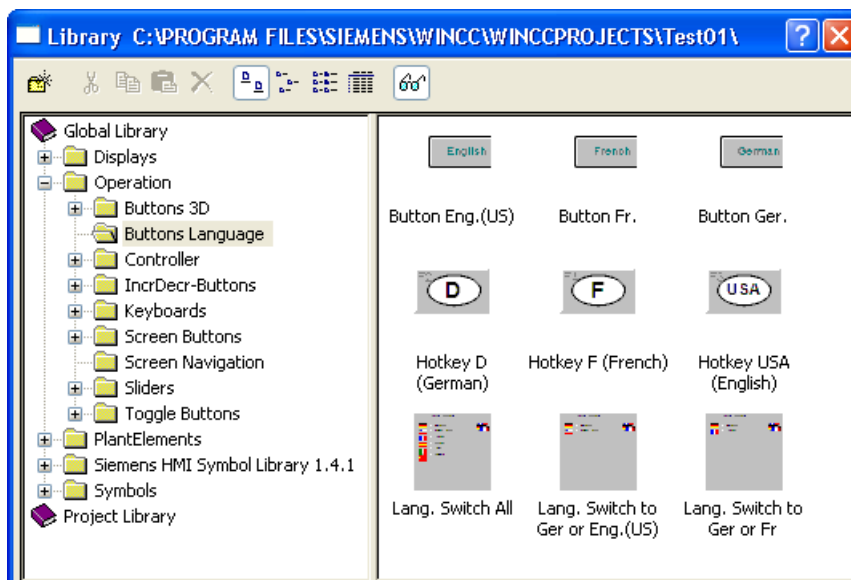 Library C:\PROGRAM FILES\SIEMENS\WINCC\WINCCPROJECTS\Test01\
Global Library
Displays
Operation
Buttons 3D
Buttons Language
Controller
IncrDecr-Buttons
Keyboards
Screen Buttons
Screen Navigation
Sliders
Toggle Buttons
PlantElements
Siemens HMI Symbol Library 1.4.1
Symbols
Project Library
English French German
Button Eng.(US) Button Fr. Button Ger.
D F USA
Hotkey D Hotkey F (French) Hotkey USA
(German) (English)
Lang. Switch All Lang. Switch to Lang. Switch to
Ger or Eng.(US) Ger or Fr